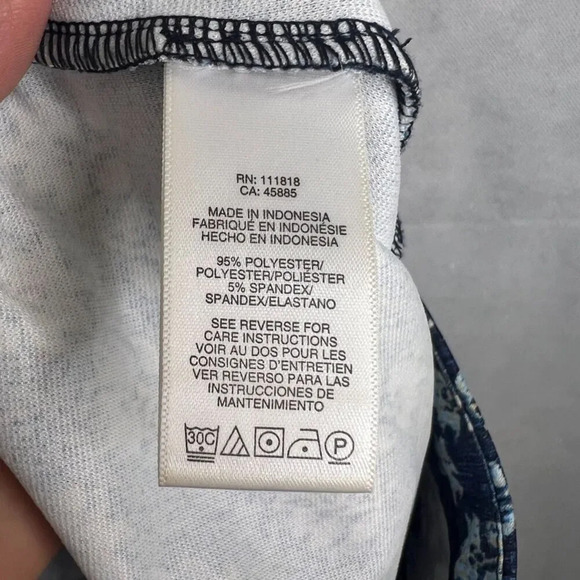 RN: 111818
CA: 45885
MADE IN INDONESIA
FABRIQUÉ EN INDONÉSIE
HECHO EN INDONESIA
95% POLYESTER/
POLYESTER/POLIÉSTER
5% SPANDEX/
SPANDEX/ELASTANO
SEE REVERSE FOR
CARE INSTRUCTIONS
VOIR AU DOS POUR LES
CONSIGNES D'ENTRETIEN
VER REVERSO PARA LAS
INSTRUCCIONES DE
MANTENIMIENTO
30C P